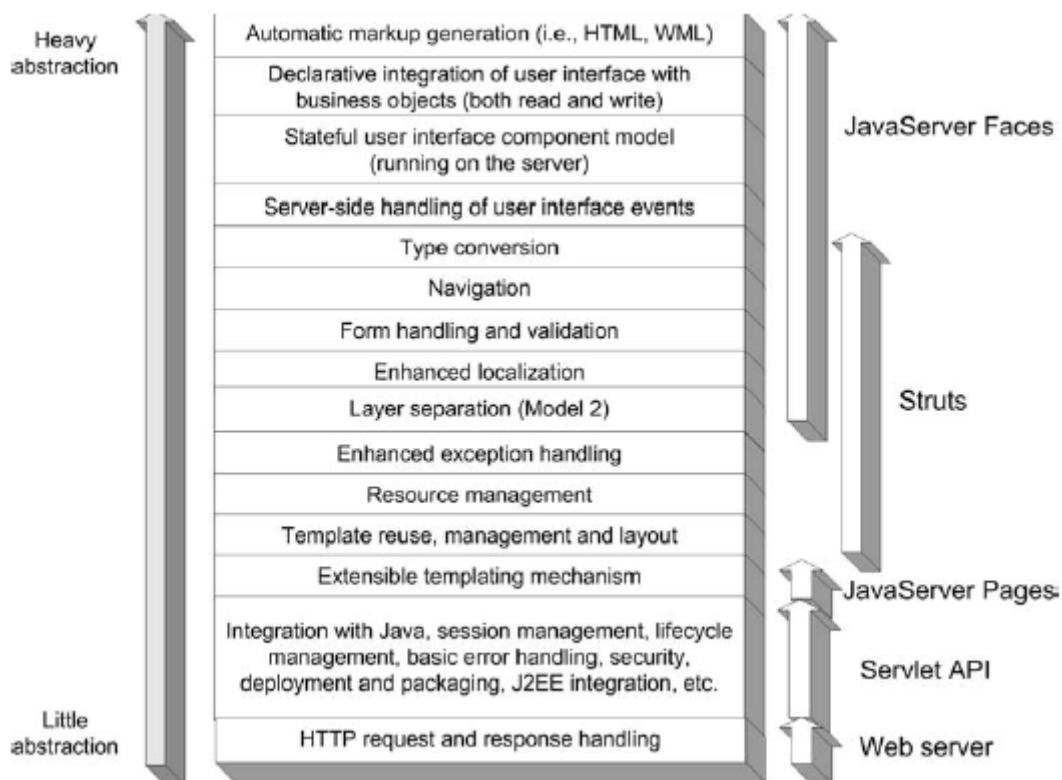 Heavy
abstraction
Automatic markup generation (i.e., HTML, WML)
Declarative integration of user interface with
business objects (both read and write)
Stateful user interface component model
(running on the server)
Server-side handling of user interface events
Type conversion
Navigation
Form handling and validation
Enhanced localization
Layer separation (Model 2)
Enhanced exception handling
Resource management
Template reuse, management and layout
Extensible templating mechanism
Integration with Java, session management, lifecycle
management, basic error handling, security,
deployment and packaging, J2EE integration, etc.
HTTP request and response handling
Little
abstraction
JavaServer Faces
Struts
JavaServer Pages
Servlet API
Web server